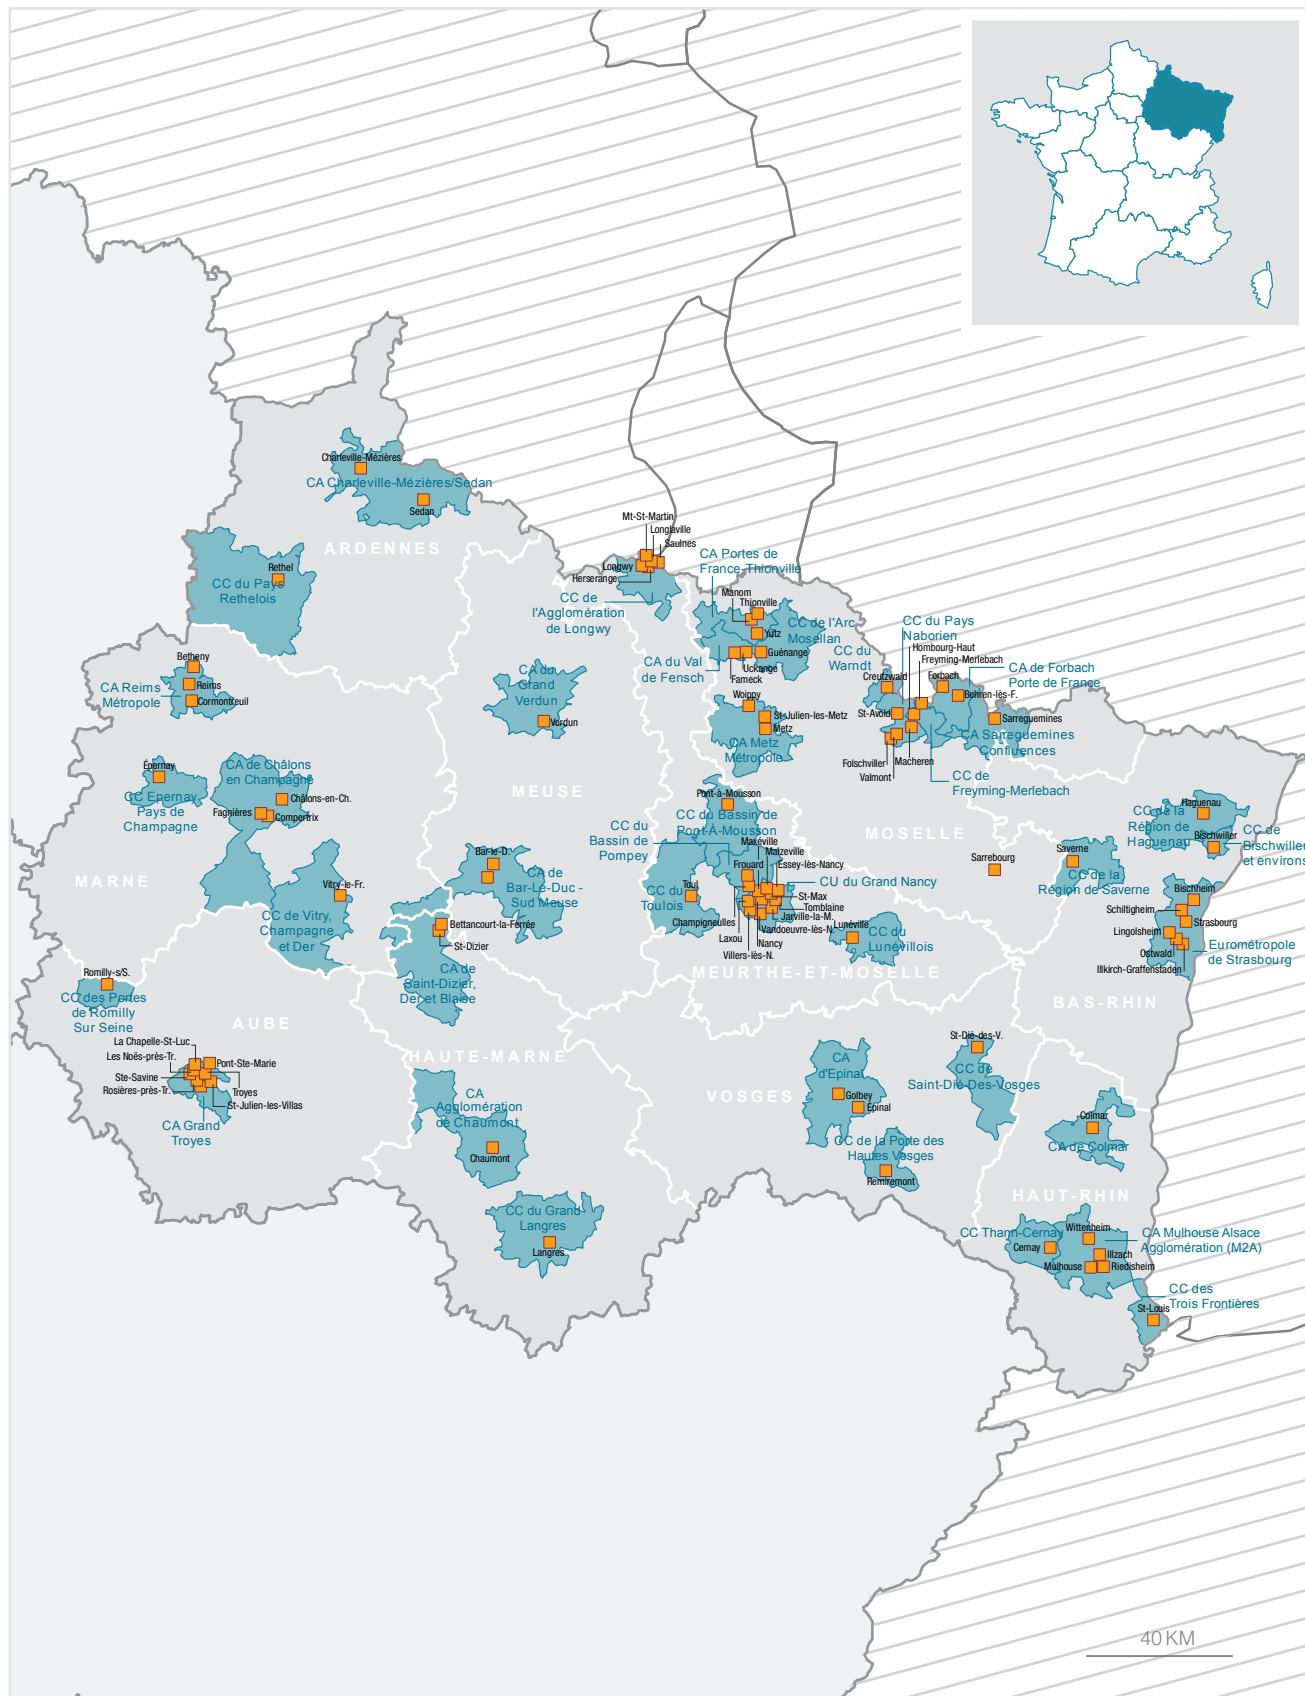 Charleville-Mézières
CA Charleville-Mézières/Sedan
Sedan
ARDENNES
Rethel
CC du Pays
Rethelois
Mt-St-Martin
Longlaville
Saulnes
Longwy
Herserange
CC de
l'Agglomération
de Longwy
CA Portes de
France-Thionville
Manom
Thionville
Yutz
CC de l'Arc
Mosellan
Guénange
Uckange
Fameck
CA du Val
de Fensch
CC du
Warndt
Creutzwald
CC du Pays
Naborien
Hombourg-Haut
Freyming-Merlebach
Forbach
CA de Forbach
Porte de France
Behren-lès-F.
St-Avold
Sarreguemines
CA Sarreguemines
Confluences
Folschviller
Valmont
Macheren
CC de
Freyming-Merlebach
Betheny
CA Reims
Métropole
Reims
Cormontreuil
CA du
Grand
Verdun
Verdun
Woippy
St-Julien-les-Metz
Metz
CA Metz
Métropole
Épernay
CC Epernay
Pays de
Champagne
CA de Châlons
en Champagne
Châlons-en-Ch.
Fagnières
Compertrix
MEUSE
MOSELLE
MARNE
Pont-à-Mousson
CC du Bassin de
Pont-À-Mousson
CC du
Bassin de
Pompey
Maxéville
Malzeville
Essey-lès-Nancy
Frouard
CU du Grand Nancy
St-Max
Tomblaine
Jarville-la-M.
Vandoeuvre-lès-N.
Nancy
Villers-lès-N.
Laxou
Champigneulles
Toul
CC du
Toulois
Lunéville
CC du
Lunévillois
MEURTHE-ET-MOSELLE
Sarrebourg
Saverne
CC de la
Région de Saverne
Haguenau
CC de la
Région de
Haguenau
Bischwiller
CC de
Bischwiller
et environs
Bischheim
Schiltigheim
Strasbourg
Lingolsheim
Ostwald
Illkirch-Graffenstaden
Eurométropole
de Strasbourg
BAS-RHIN
Bar-le-D.
CA de
Bar-Le-Duc -
Sud Meuse
Vitry-le-Fr.
CC de Vitry,
Champagne
et Der
Bettancourt-la-Ferrée
St-Dizier
CA de
Saint-Dizier,
Der et Blaise
Romilly-s/S.
CC des Portes
de Romilly
Sur Seine
AUBE
La Chapelle-St-Luc
Les Noës-près-Tr.
Ste-Savine
Rosières-près-Tr.
Pont-Ste-Marie
Troyes
St-Julien-les-Villas
CA Grand
Troyes
HAUTE-MARNE
CA
Agglomération
de Chaumont
Chaumont
CC du Grand
Langres
Langres
VOSGES
CA
d'Epinal
Golbey
Épinal
CC de la Porte des
Hautes Vosges
Remiremont
St-Dié-des-V.
CC de
Saint-Dié-Des-Vosges
Colmar
CA de Colmar
HAUT-RHIN
CC Thann-Cernay
Cernay
Wittenheim
CA Mulhouse Alsace
Agglomération (M2A)
Illzach
Mulhouse
Riedisheim
CC des
Trois Frontières
St-Louis
40 KM